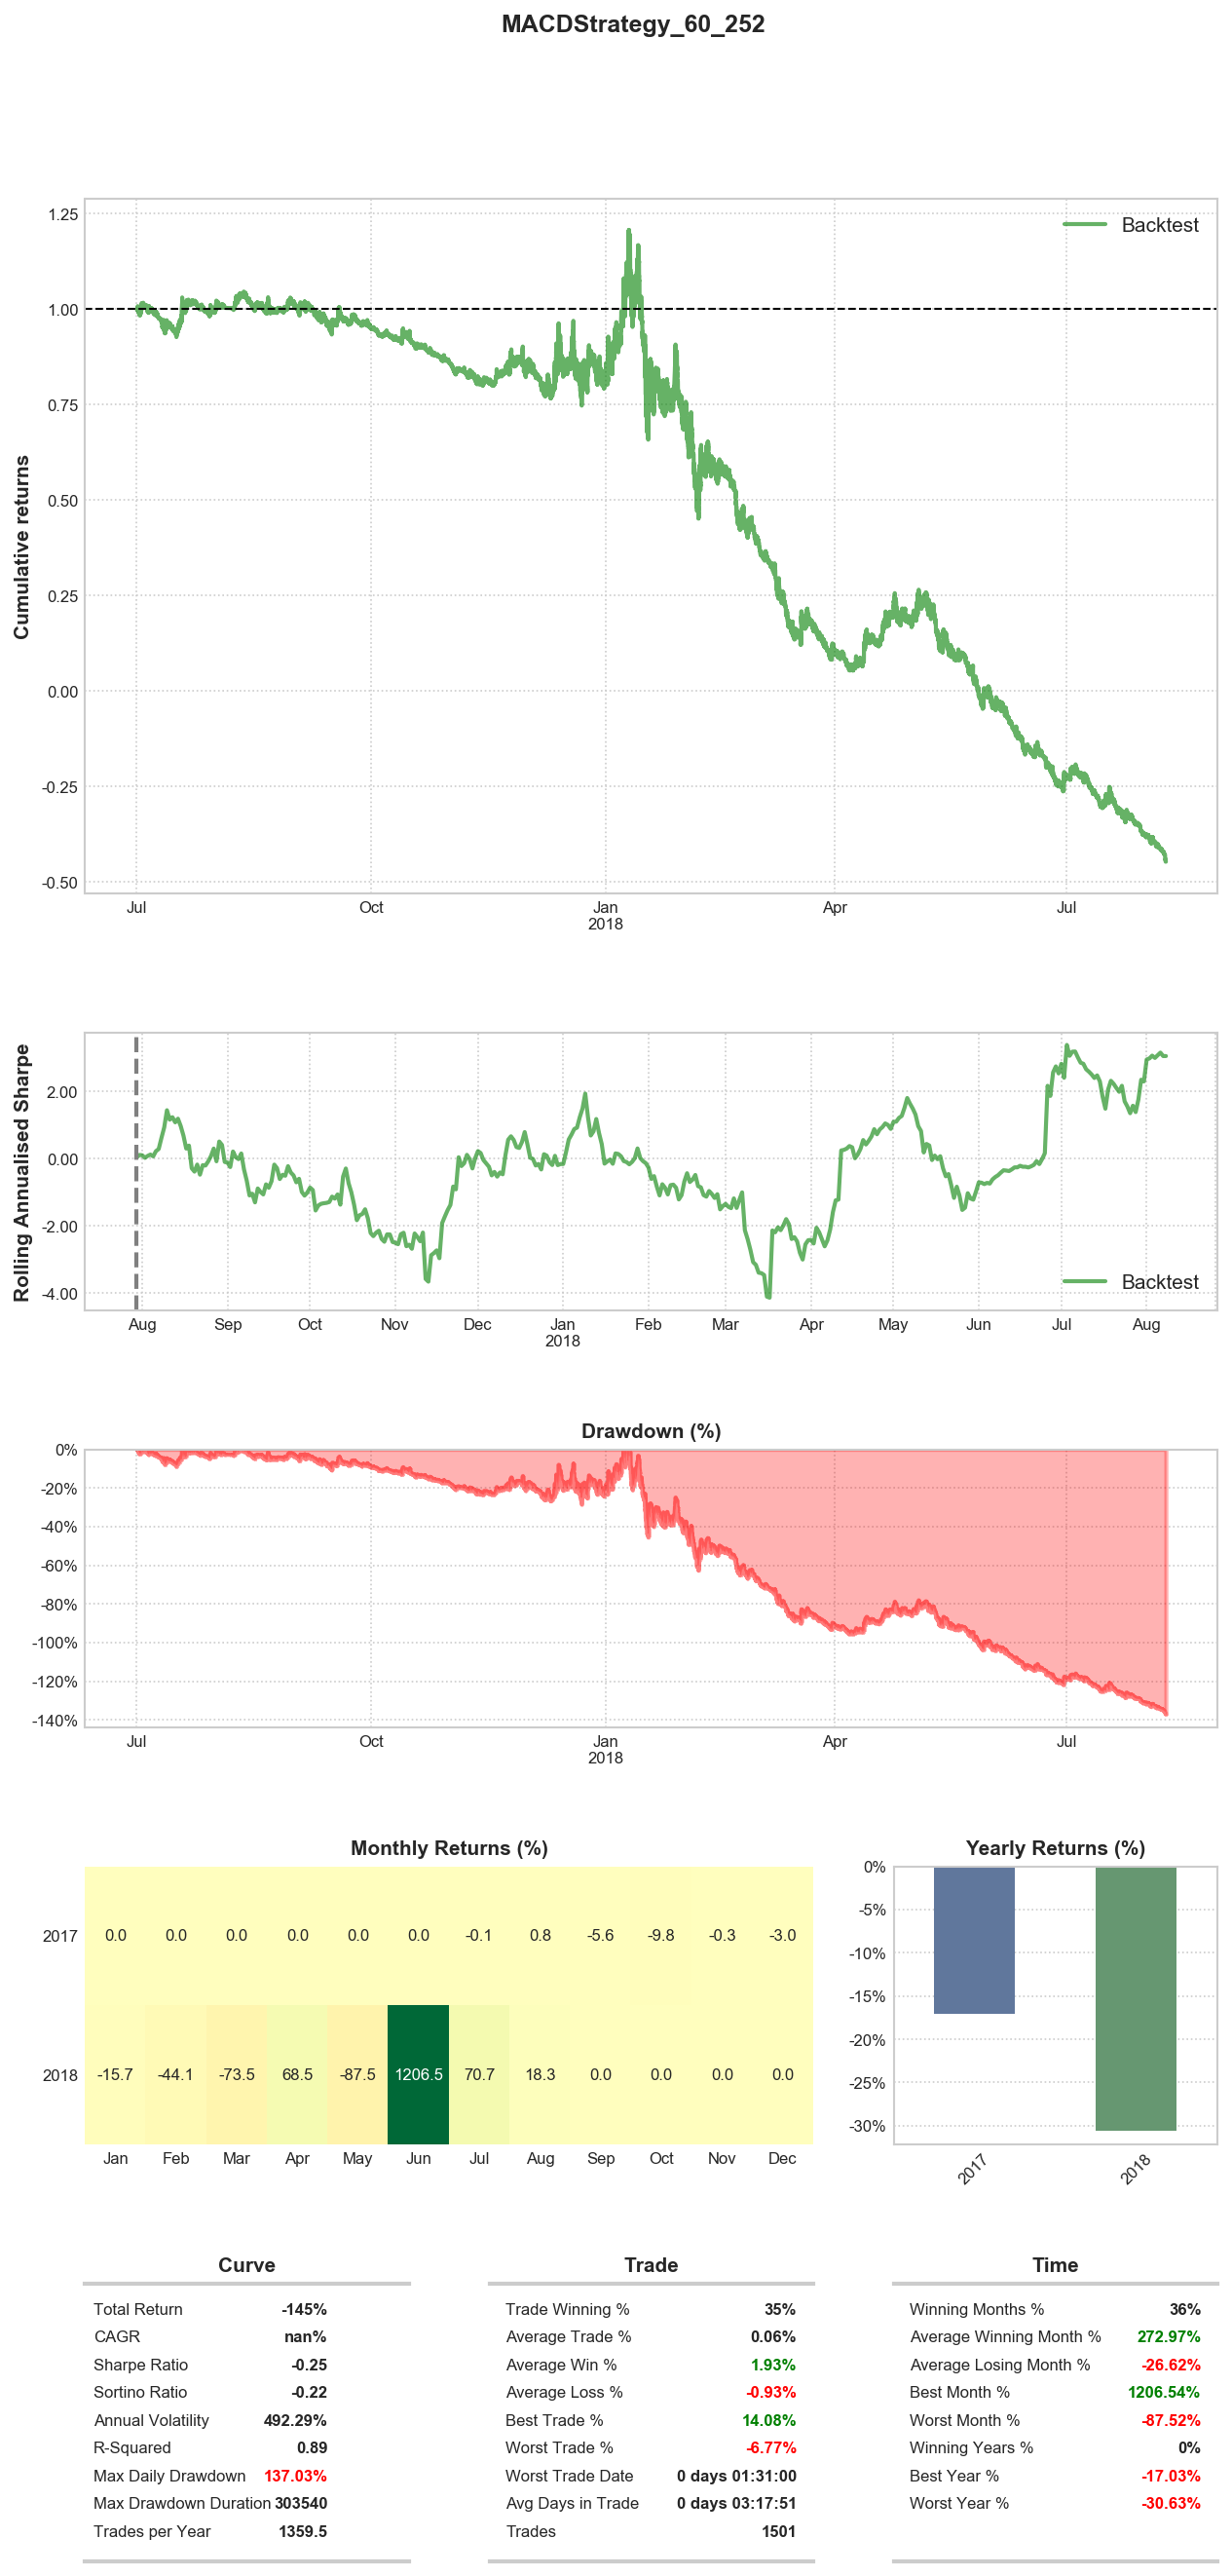 MACDStrategy_60_252
Cumulative returns
1.25
1.00
0.75
0.50
0.25
0.00
-0.25
-0.50
Backtest
Jul Oct Jan Apr Jul
2018
Rolling Annualised Sharpe
2.00
0.00
-2.00
-4.00
Backtest
Aug Sep Oct Nov Dec Jan Feb Mar Apr May Jun Jul Aug
2018
Drawdown (%)
0%
-20%
-40%
-60%
-80%
-100%
-120%
-140%
Jul Oct Jan Apr Jul
2018
Monthly Returns (%)
2017 0.0 0.0 0.0 0.0 0.0 0.0 -0.1 0.8 -5.6 -9.8 -0.3 -3.0
2018 -15.7 -44.1 -73.5 68.5 -87.5 1206.5 70.7 18.3 0.0 0.0 0.0 0.0
Jan Feb Mar Apr May Jun Jul Aug Sep Oct Nov Dec
Yearly Returns (%)
0%
-5%
-10%
-15%
-20%
-25%
-30%
2017 2018
Curve
Total Return -145%
CAGR nan%
Sharpe Ratio -0.25
Sortino Ratio -0.22
Annual Volatility 492.29%
R-Squared 0.89
Max Daily Drawdown 137.03%
Max Drawdown Duration 303540
Trades per Year 1359.5
Trade
Trade Winning % 35%
Average Trade % 0.06%
Average Win % 1.93%
Average Loss % -0.93%
Best Trade % 14.08%
Worst Trade % -6.77%
Worst Trade Date 0 days 01:31:00
Avg Days in Trade 0 days 03:17:51
Trades 1501
Time
Winning Months % 36%
Average Winning Month % 272.97%
Average Losing Month % -26.62%
Best Month % 1206.54%
Worst Month % -87.52%
Winning Years % 0%
Best Year % -17.03%
Worst Year % -30.63%